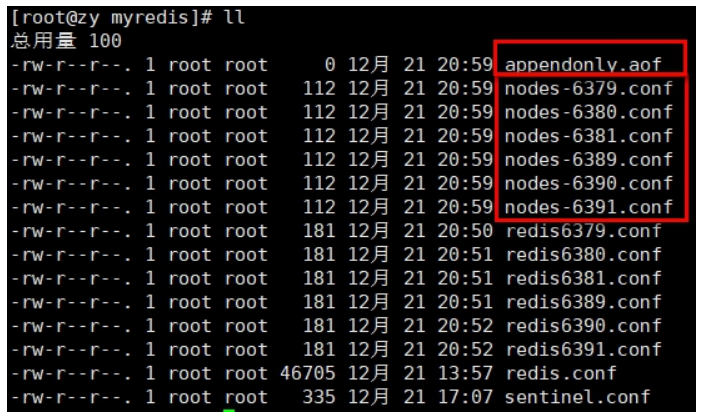 [root@zy myredis]# ll
总用量 100
-rw-r--r--. 1 root root     0 12月 21 20:59 appendonly.aof
-rw-r--r--. 1 root root   112 12月 21 20:59 nodes-6379.conf
-rw-r--r--. 1 root root   112 12月 21 20:59 nodes-6380.conf
-rw-r--r--. 1 root root   112 12月 21 20:59 nodes-6381.conf
-rw-r--r--. 1 root root   112 12月 21 20:59 nodes-6389.conf
-rw-r--r--. 1 root root   112 12月 21 20:59 nodes-6390.conf
-rw-r--r--. 1 root root   112 12月 21 20:59 nodes-6391.conf
-rw-r--r--. 1 root root   181 12月 21 20:50 redis6379.conf
-rw-r--r--. 1 root root   181 12月 21 20:51 redis6380.conf
-rw-r--r--. 1 root root   181 12月 21 20:51 redis6381.conf
-rw-r--r--. 1 root root   181 12月 21 20:51 redis6389.conf
-rw-r--r--. 1 root root   181 12月 21 20:52 redis6390.conf
-rw-r--r--. 1 root root   181 12月 21 20:52 redis6391.conf
-rw-r--r--. 1 root root 46705 12月 21 13:57 redis.conf
-rw-r--r--. 1 root root   335 12月 21 17:07 sentinel.conf